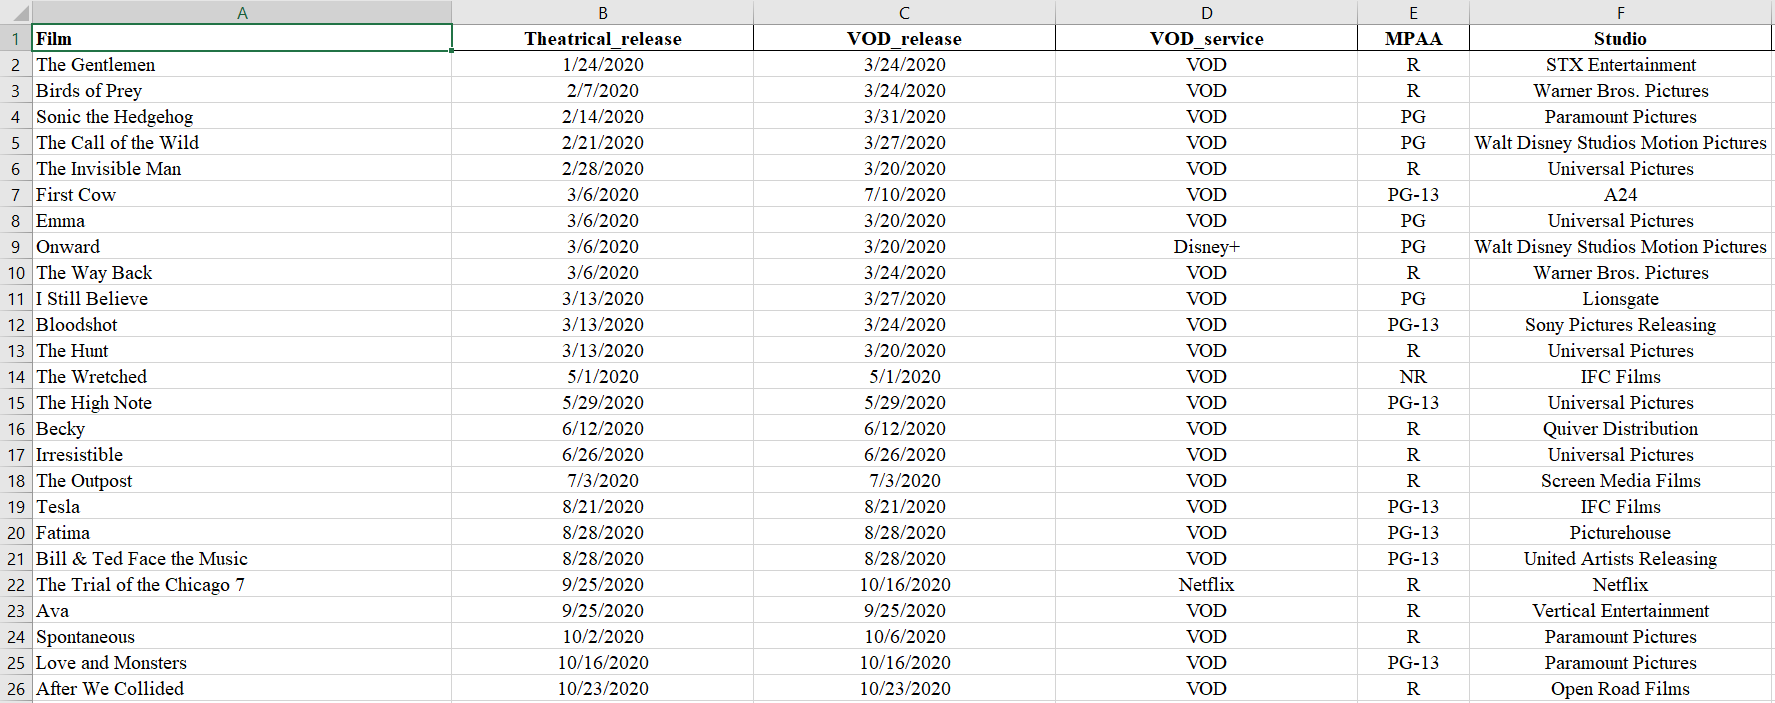 A B C D E F
1 Film Theatrical_release VOD_release VOD_service MPAA Studio
2 The Gentlemen 1/24/2020 3/24/2020 VOD R STX Entertainment
3 Birds of Prey 2/7/2020 3/24/2020 VOD R Warner Bros. Pictures
4 Sonic the Hedgehog 2/14/2020 3/31/2020 VOD PG Paramount Pictures
5 The Call of the Wild 2/21/2020 3/27/2020 VOD PG Walt Disney Studios Motion Pictures
6 The Invisible Man 2/28/2020 3/20/2020 VOD R Universal Pictures
7 First Cow 3/6/2020 7/10/2020 VOD PG-13 A24
8 Emma 3/6/2020 3/20/2020 VOD PG Universal Pictures
9 Onward 3/6/2020 3/20/2020 Disney+ PG Walt Disney Studios Motion Pictures
10 The Way Back 3/6/2020 3/24/2020 VOD R Warner Bros. Pictures
11 I Still Believe 3/13/2020 3/27/2020 VOD PG Lionsgate
12 Bloodshot 3/13/2020 3/24/2020 VOD PG-13 Sony Pictures Releasing
13 The Hunt 3/13/2020 3/20/2020 VOD R Universal Pictures
14 The Wretched 5/1/2020 5/1/2020 VOD NR IFC Films
15 The High Note 5/29/2020 5/29/2020 VOD PG-13 Universal Pictures
16 Becky 6/12/2020 6/12/2020 VOD R Quiver Distribution
17 Irresistible 6/26/2020 6/26/2020 VOD R Universal Pictures
18 The Outpost 7/3/2020 7/3/2020 VOD R Screen Media Films
19 Tesla 8/21/2020 8/21/2020 VOD PG-13 IFC Films
20 Fatima 8/28/2020 8/28/2020 VOD PG-13 Picturehouse
21 Bill & Ted Face the Music 8/28/2020 8/28/2020 VOD PG-13 United Artists Releasing
22 The Trial of the Chicago 7 9/25/2020 10/16/2020 Netflix R Netflix
23 Ava 9/25/2020 9/25/2020 VOD R Vertical Entertainment
24 Spontaneous 10/2/2020 10/6/2020 VOD R Paramount Pictures
25 Love and Monsters 10/16/2020 10/16/2020 VOD PG-13 Paramount Pictures
26 After We Collided 10/23/2020 10/23/2020 VOD R Open Road Films